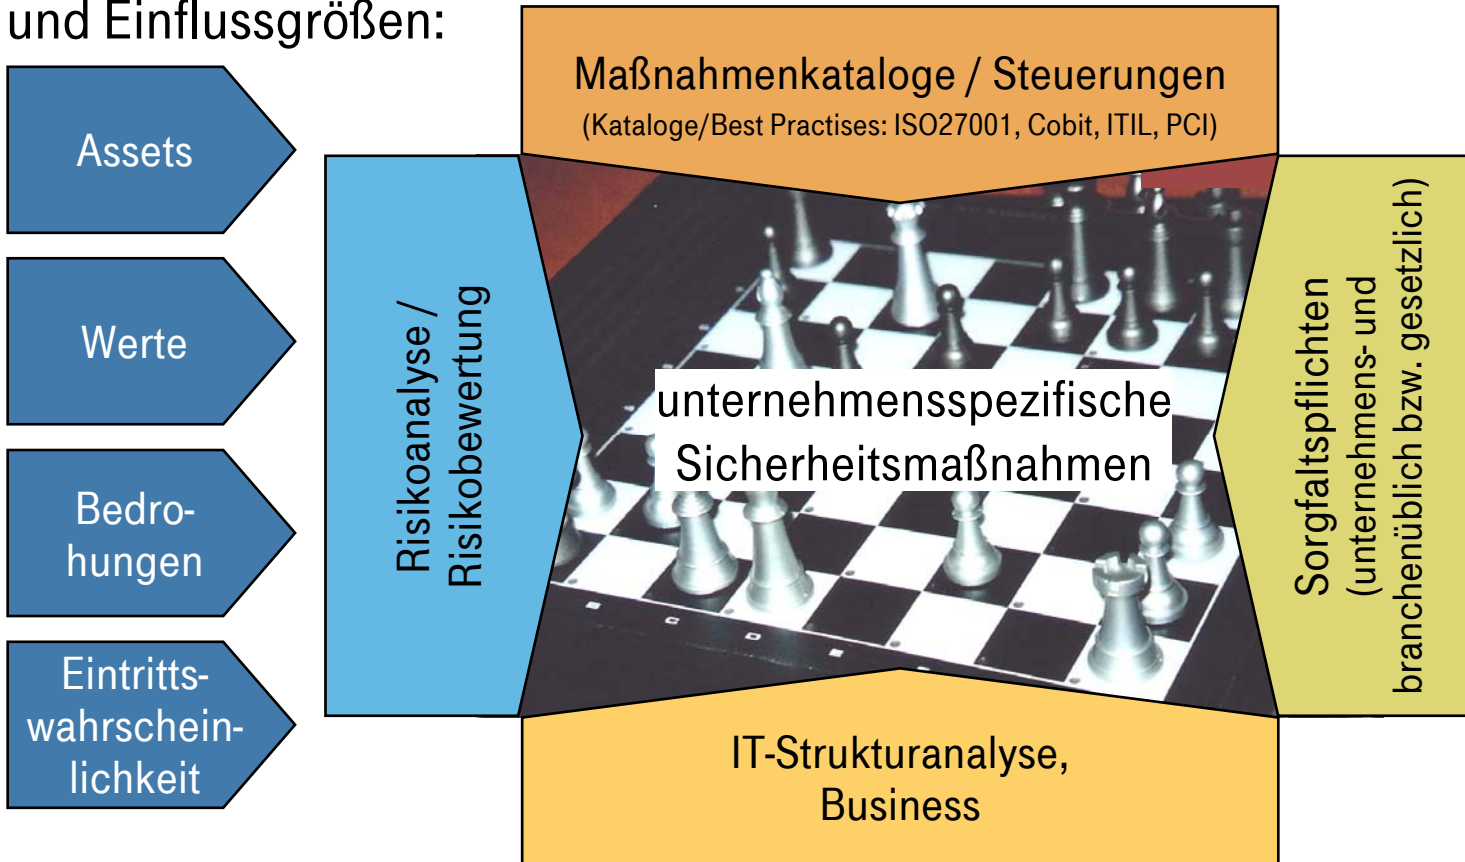 und Einflussgrößen:
Assets
Werte
Bedro-
hungen
Eintritts-
wahrschein-
lichkeit
Risikoanalyse /
Risikobewertung
Maßnahmenkataloge / Steuerungen
(Kataloge/Best Practises: ISO27001, Cobit, ITIL, PCI)
unternehmensspezifische
Sicherheitsmaßnahmen
Sorgfaltspflichten
(unternehmens- und
branchenüblich bzw. gesetzlich)
IT-Strukturanalyse,
Business